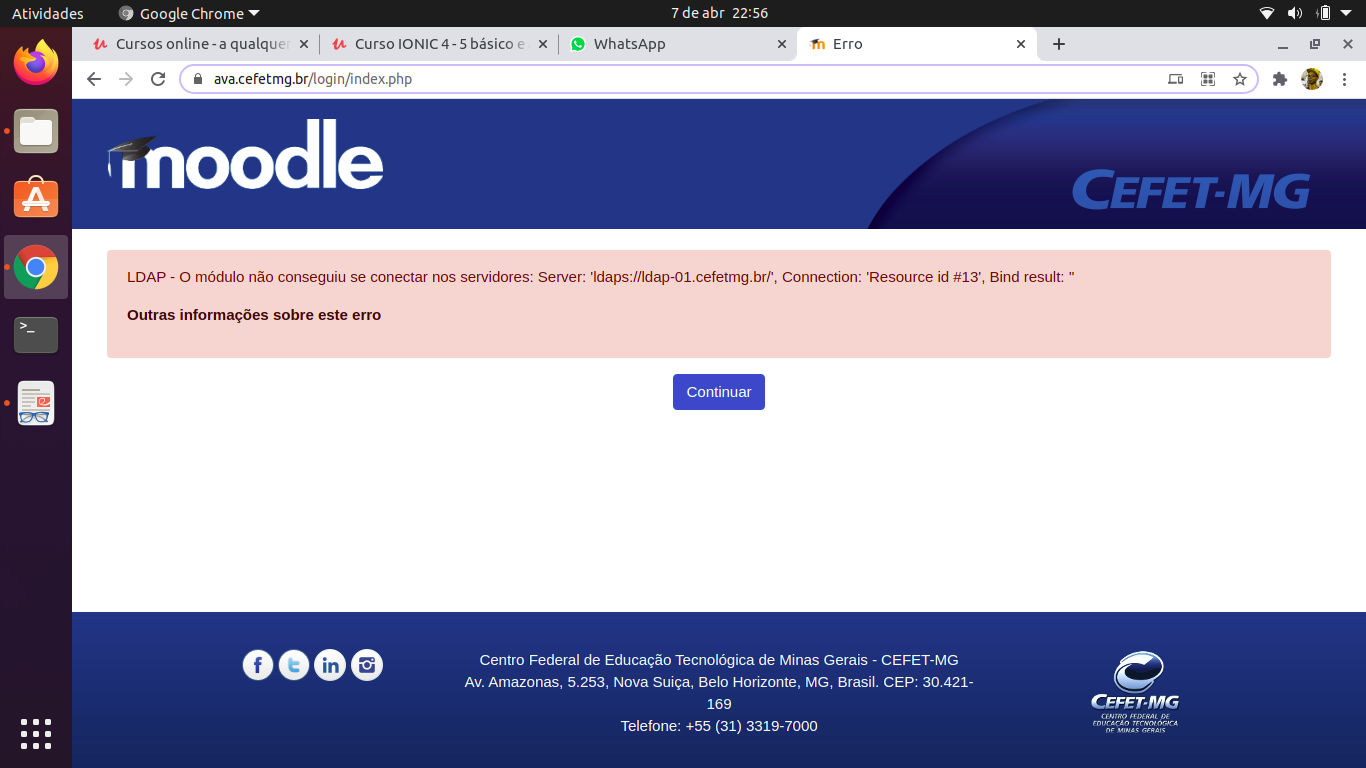 Atividades
Google Chrome
7 de abr 22:56
Cursos online - a qualquer
Curso IONIC 4 - 5 básico e
WhatsApp
Erro
ava.cefetmg.br/login/index.php
moodle
CEFET-MG
LDAP - O módulo não conseguiu se conectar nos servidores: Server: 'ldaps://ldap-01.cefetmg.br/', Connection: 'Resource id #13', Bind result: ''
Outras informações sobre este erro
Continuar
Centro Federal de Educação Tecnológica de Minas Gerais - CEFET-MG
Av. Amazonas, 5.253, Nova Suiça, Belo Horizonte, MG, Brasil. CEP: 30.421-
169
Telefone: +55 (31) 3319-7000
CEFET-MG
CENTRO FEDERAL DE
EDUCAÇÃO TECNOLÓGICA
DE MINAS GERAIS